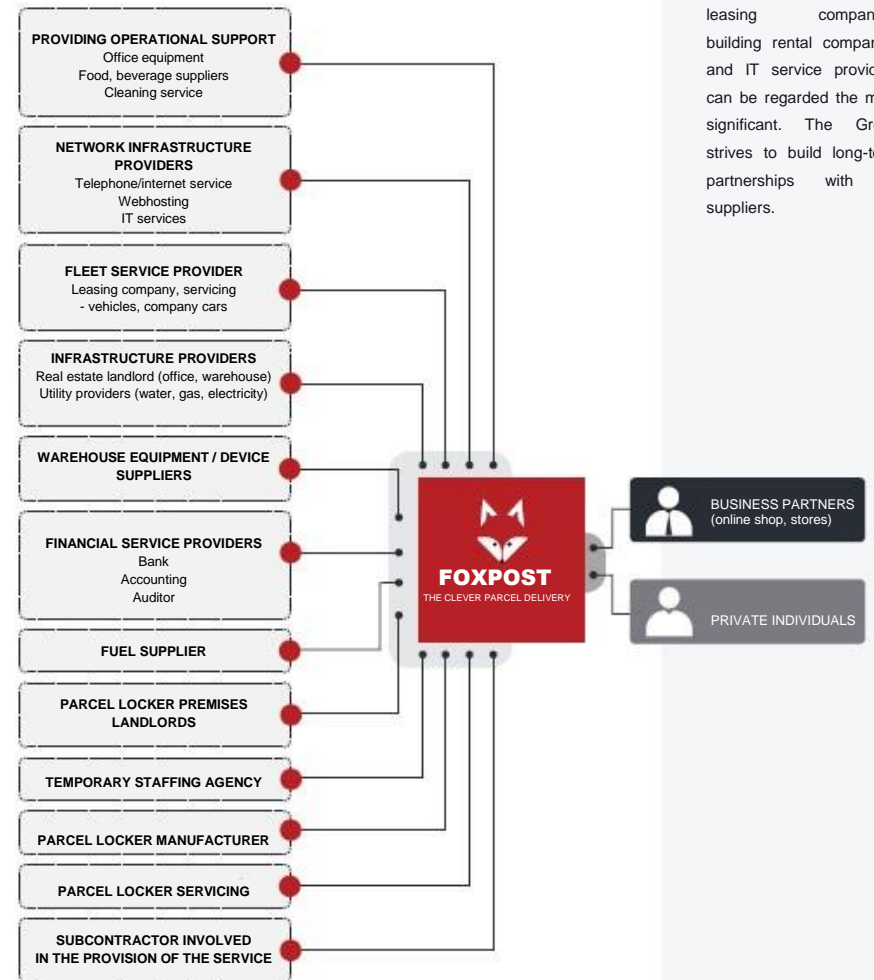 PROVIDING OPERATIONAL SUPPORT
Office equipment
Food, beverage suppliers
Cleaning service
NETWORK INFRASTRUCTURE
PROVIDERS
Telephone/internet service
Webhosting
IT services
FLEET SERVICE PROVIDER
Leasing company, servicing
- vehicles, company cars
INFRASTRUCTURE PROVIDERS
Real estate landlord (office, warehouse)
Utility providers (water, gas, electricity)
WAREHOUSE EQUIPMENT / DEVICE
SUPPLIERS
FINANCIAL SERVICE PROVIDERS
Bank
Accounting
Auditor
FUEL SUPPLIER
PARCEL LOCKER PREMISES
LANDLORDS
TEMPORARY STAFFING AGENCY
PARCEL LOCKER MANUFACTURER
PARCEL LOCKER SERVICING
SUBCONTRACTOR INVOLVED
IN THE PROVISION OF THE SERVICE
FOXPOST
THE CLEVER PARCEL DELIVERY
BUSINESS PARTNERS
(online shop, stores)
PRIVATE INDIVIDUALS
leasing
building rental
and IT service
can be regarded the
significant. The
strives to build
partnerships with
suppliers.